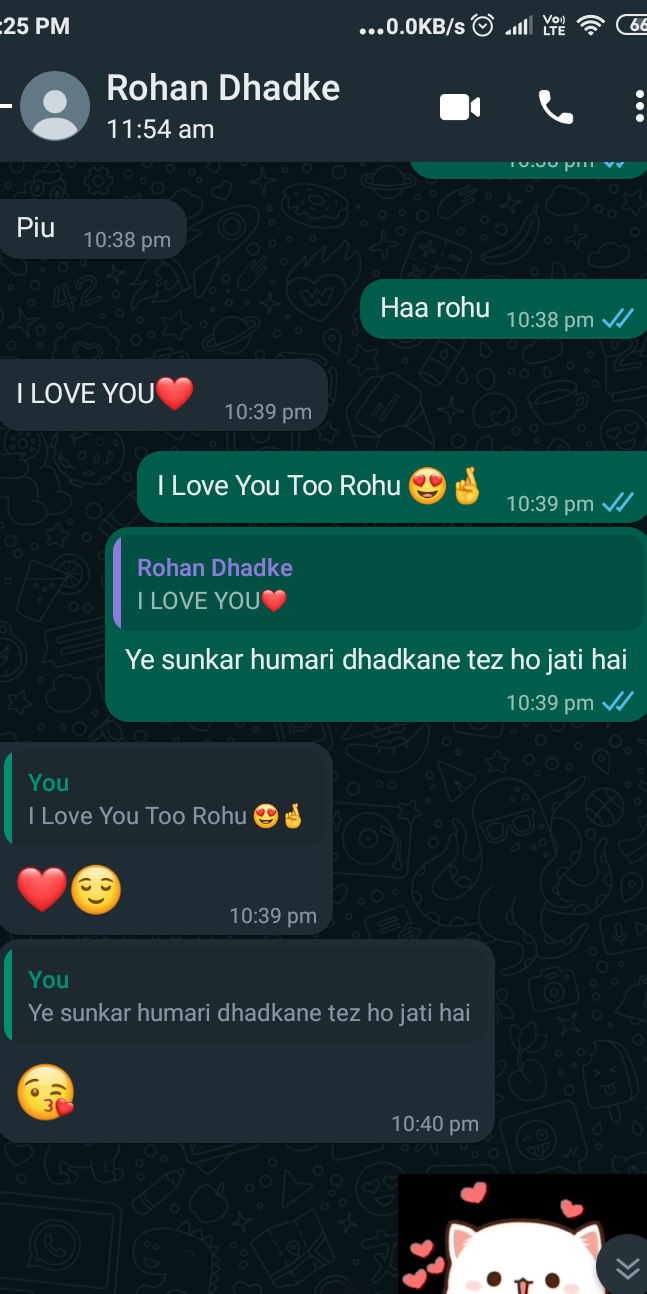 :25 PM
...0.0KB/s
Vo)
LTE
66
Rohan Dhadke
11:54 am
Piu
10:38 pm
Haa rohu
10:38 pm
I LOVE YOU❤️
10:39 pm
I Love You Too Rohu 😍🤞
10:39 pm
Rohan Dhadke
I LOVE YOU❤️
Ye sunkar humari dhadkane tez ho jati hai
10:39 pm
You
I Love You Too Rohu 😍🤞
❤️😌
10:39 pm
You
Ye sunkar humari dhadkane tez ho jati hai
😘
10:40 pm